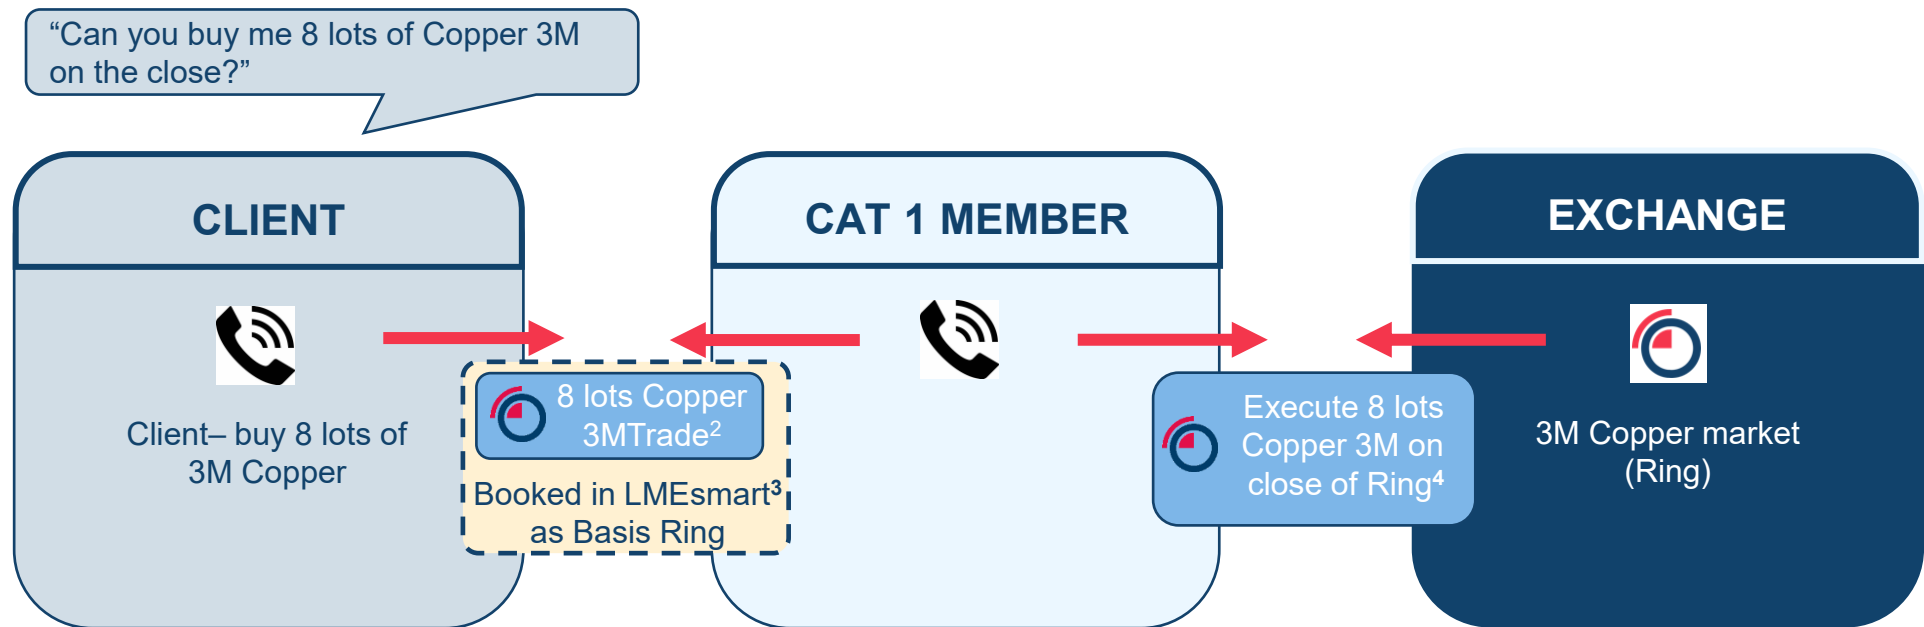 “Can you buy me 8 lots of Copper 3M
on the close?”
CLIENT
CAT 1 MEMBER
EXCHANGE
Client– buy 8 lots of
3M Copper
8 lots Copper
3MTrade²
Booked in LMEsmart³
as Basis Ring
Execute 8 lots
Copper 3M on
close of Ring⁴
3M Copper market
(Ring)